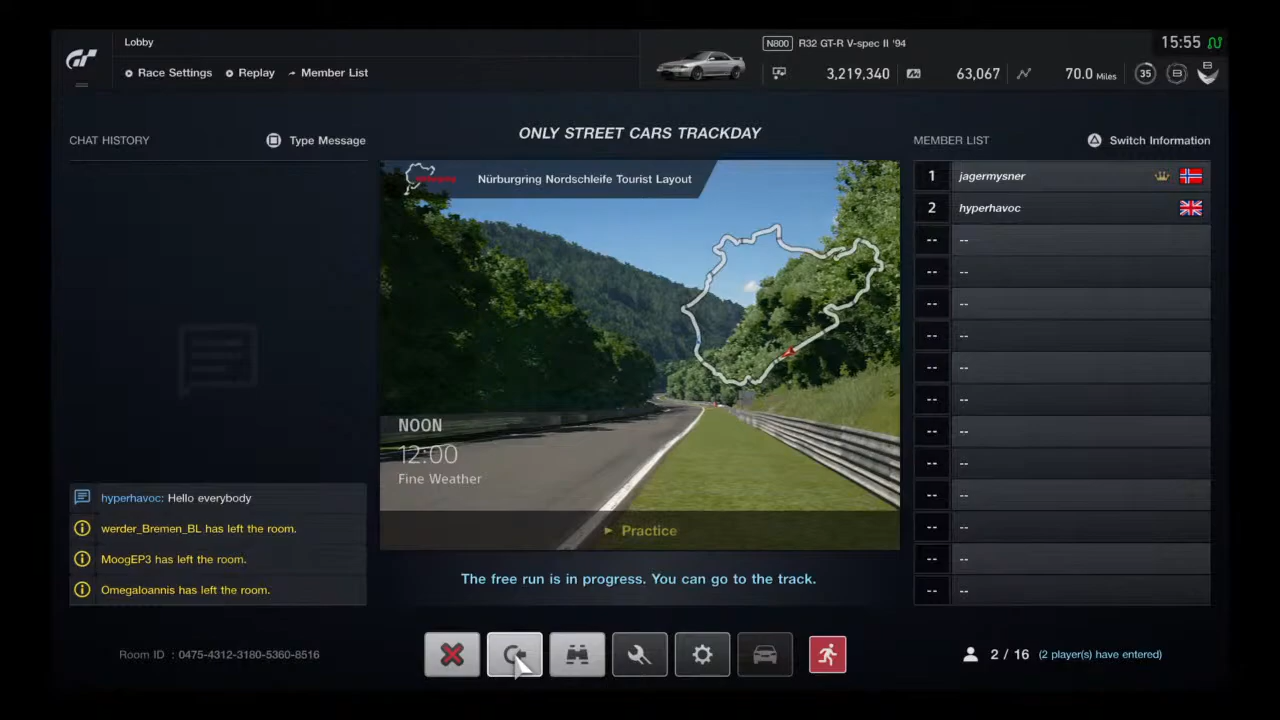 Lobby
Race Settings Replay Member List
N800 R32 GT-R V-spec II '94
3,219,340 63,067 70.0 Miles 35
15:55
CHAT HISTORY Type Message
ONLY STREET CARS TRACKDAY
MEMBER LIST Switch Information
Nürburgring Nordschleife Tourist Layout
1 jagermysner
2 hyperhavoc
-- --
-- --
-- --
-- --
-- --
-- --
-- --
-- --
-- --
-- --
-- --
-- --
NOON
12:00
Fine Weather
Practice
hyperhavoc: Hello everybody
werder_Bremen_BL has left the room.
MoogEP3 has left the room.
Omegaloannis has left the room.
The free run is in progress. You can go to the track.
Room ID : 0475-4312-3180-5360-8516
2 / 16 (2 player(s) have entered)